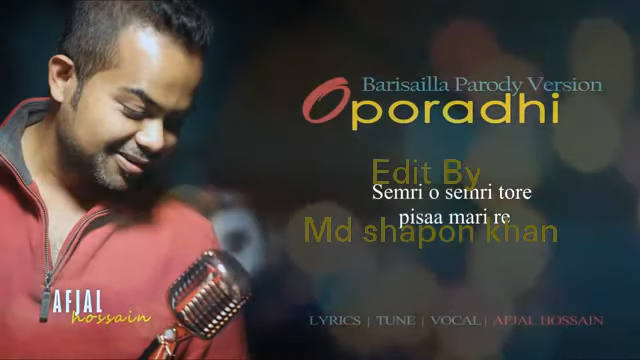 Barisailla Parody Version
Oporadhi
Edit By
Semri o semri tore
pisaa mari re
Md shapon khan
AFJAL
hossain
LYRICS | TUNE | VOCAL | AFJAL HOSSAIN